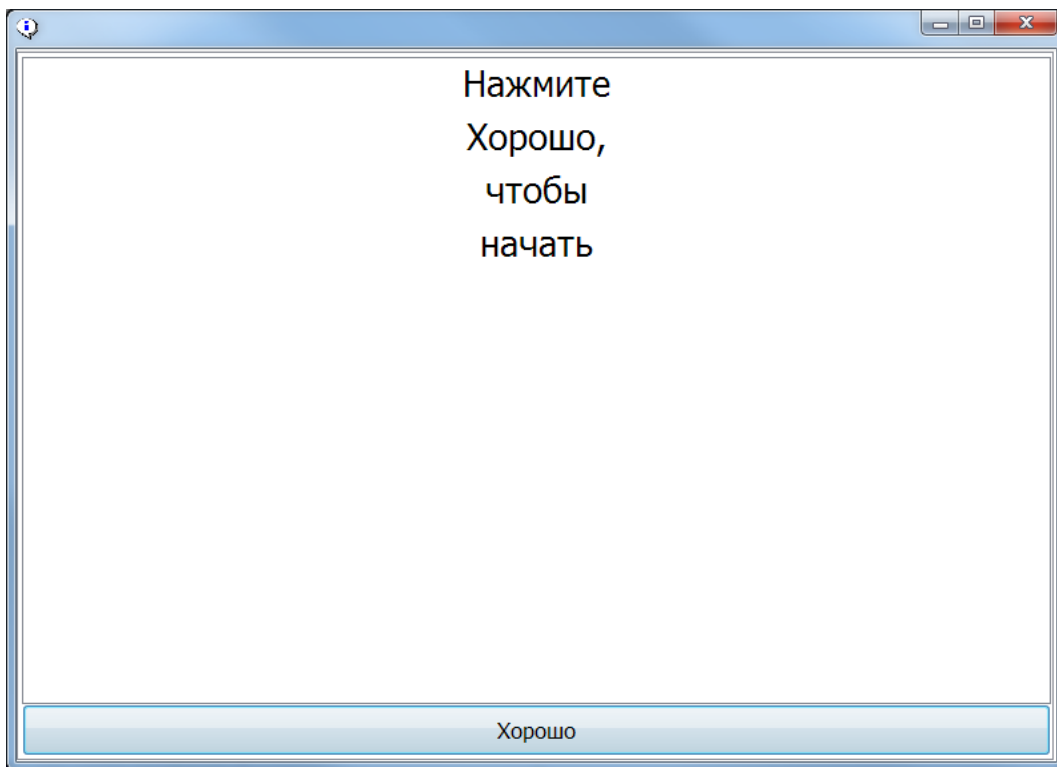 Нажмите
Хорошо,
чтобы
начать
Хорошо